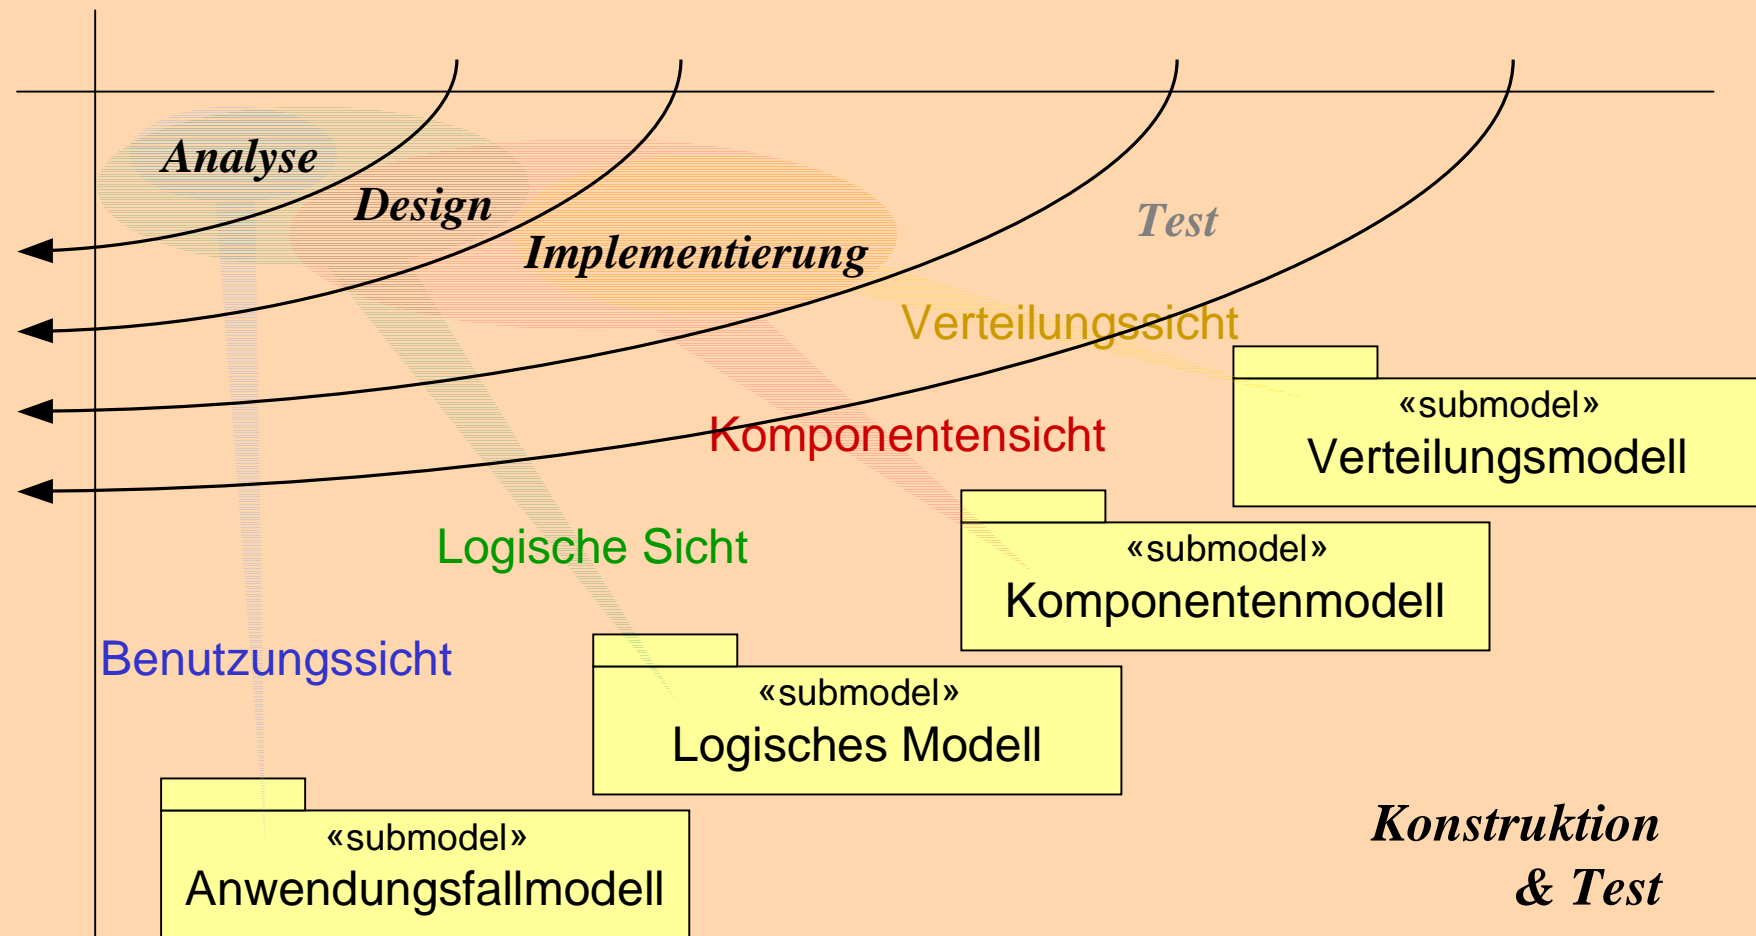 Analyse
Design
Implementierung
Test
Verteilungssicht
«submodel»
Verteilungsmodell
Komponentensicht
«submodel»
Komponentenmodell
Logische Sicht
«submodel»
Logisches Modell
Benutzungssicht
«submodel»
Anwendungsfallmodell
Konstruktion
& Test